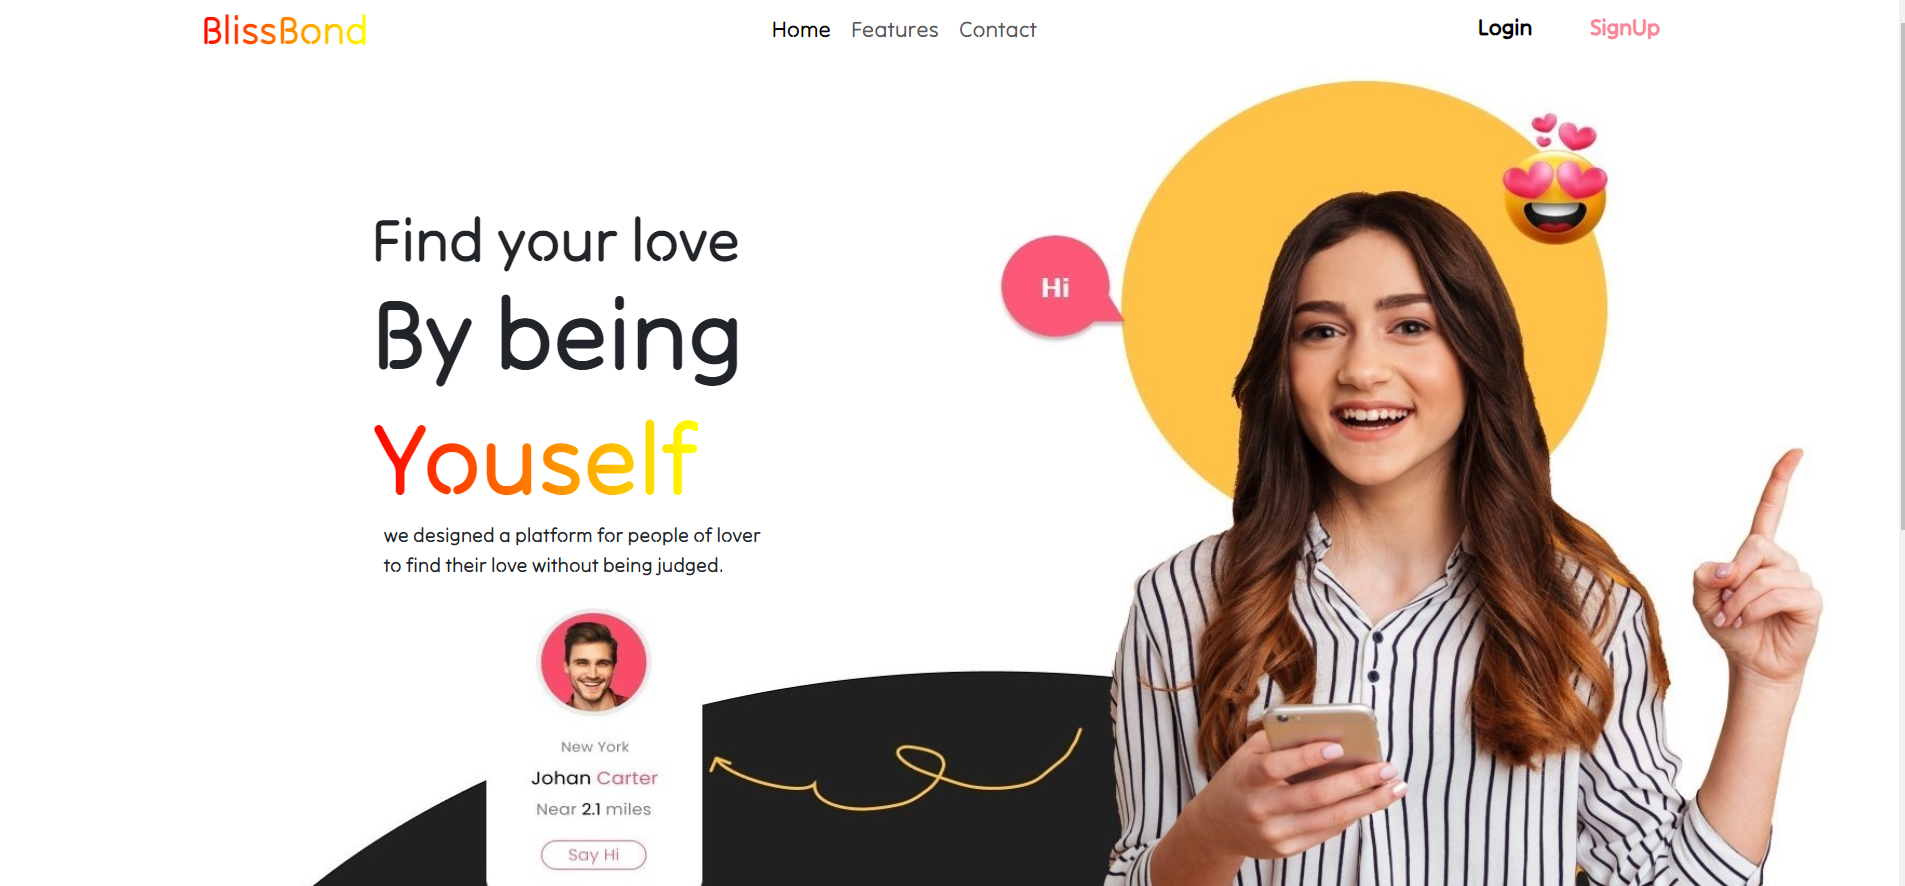 BlissBond
Home Features Contact
Login SignUp
Find your love
By being
Youself
we designed a platform for people of lover
to find their love without being judged.
Hi
New York
Johan Carter
Near 2.1 miles
Say Hi